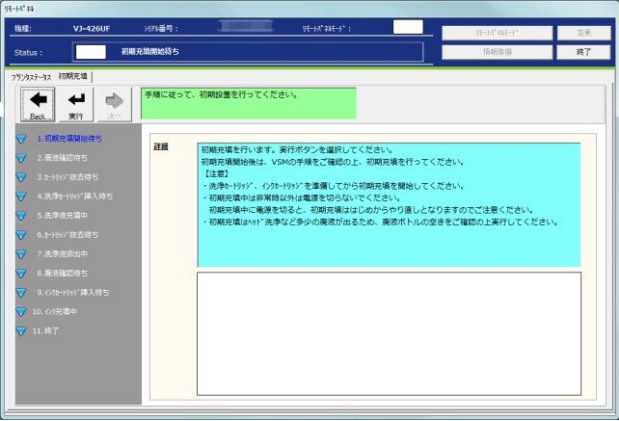 ﾘﾓｰﾄﾊﾟﾈﾙ
機種: VJ-426UF ｼﾘｱﾙ番号: ﾘﾓｰﾄﾊﾟﾈﾙﾓｰﾄﾞ: ﾘﾓｰﾄﾊﾟﾈﾙﾓｰﾄﾞ 変更
Status: 初期充填開始待ち 情報取得 終了
ﾌﾟﾘﾝﾀｽﾃｰﾀｽ 初期充填
Back 実行 次へ
手順に従って、初期設置を行ってください。
1.初期充填開始待ち
2.廃液確認待ち
3.ｶｰﾄﾘｯｼﾞ抜去待ち
4.洗浄ｶｰﾄﾘｯｼﾞ挿入待ち
5.洗浄液充填中
6.ｶｰﾄﾘｯｼﾞ抜去待ち
7.洗浄液排出中
8.廃液確認待ち
9.ｲﾝｸｶｰﾄﾘｯｼﾞ挿入待ち
10.ｲﾝｸ充填中
11.終了
詳細
初期充填を行います。実行ボタンを選択してください。
初期充填開始後は、VSMの手順をご確認の上、初期充填を行ってください。
【注意】
・洗浄ｶｰﾄﾘｯｼﾞ、ｲﾝｸｶｰﾄﾘｯｼﾞを準備してから初期充填を開始してください。
・初期充填中は非常時以外は電源を切らないでください。
初期充填中に電源を切ると、初期充填ははじめからやり直しとなりますのでご注意ください。
・初期充填はﾍｯﾄﾞ洗浄など多少の廃液が出るため、廃液ボトルの空きをご確認の上実行してください。